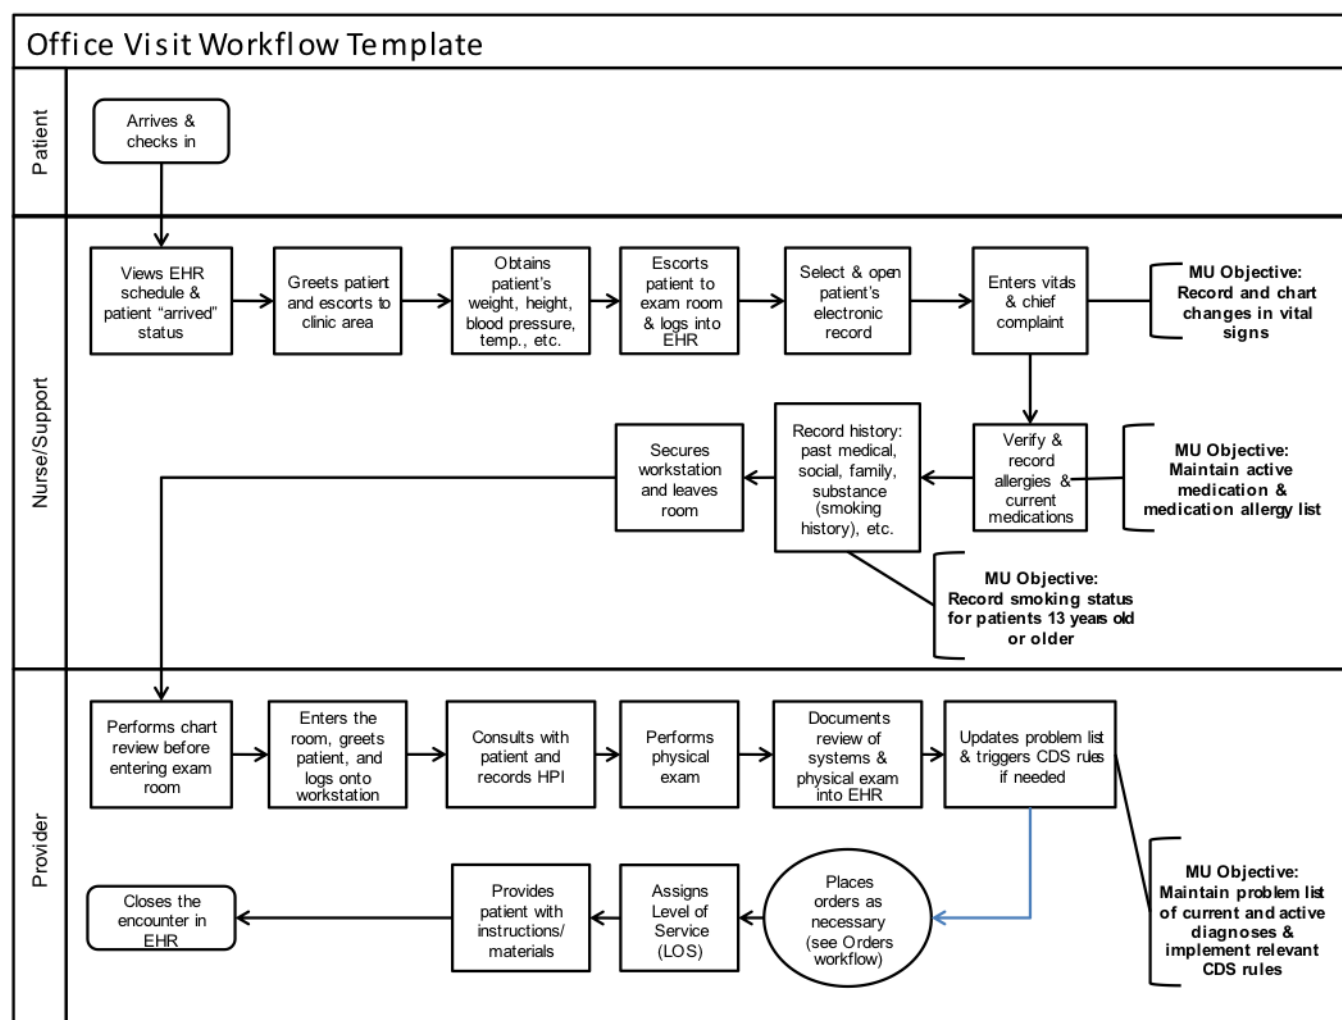 Office Visit Workflow Template
Patient
Arrives &
checks in
Nurse/Support
Views EHR
schedule &
patient “arrived”
status
Greets patient
and escorts to
clinic area
Obtains
patient’s
weight, height,
blood pressure,
temp., etc.
Escorts
patient to
exam room
& logs into
EHR
Select & open
patient’s
electronic
record
Enters vitals
& chief
complaint
MU Objective:
Record and chart
changes in vital
signs
Secures
workstation
and leaves
room
Record history:
past medical,
social, family,
substance
(smoking
history), etc.
Verify &
record
allergies &
current
medications
MU Objective:
Maintain active
medication &
medication allergy list
MU Objective:
Record smoking status
for patients 13 years old
or older
Provider
Performs chart
review before
entering exam
room
Enters the
room, greets
patient, and
logs onto
workstation
Consults with
patient and
records HPI
Performs
physical
exam
Documents
review of
systems &
physical exam
into EHR
Updates problem list
& triggers CDS rules
if needed
Closes the
encounter in
EHR
Provides
patient with
instructions/
materials
Assigns
Level of
Service
(LOS)
Places
orders as
necessary
(see Orders
workflow)
MU Objective:
Maintain problem list
of current and active
diagnoses &
implement relevant
CDS rules